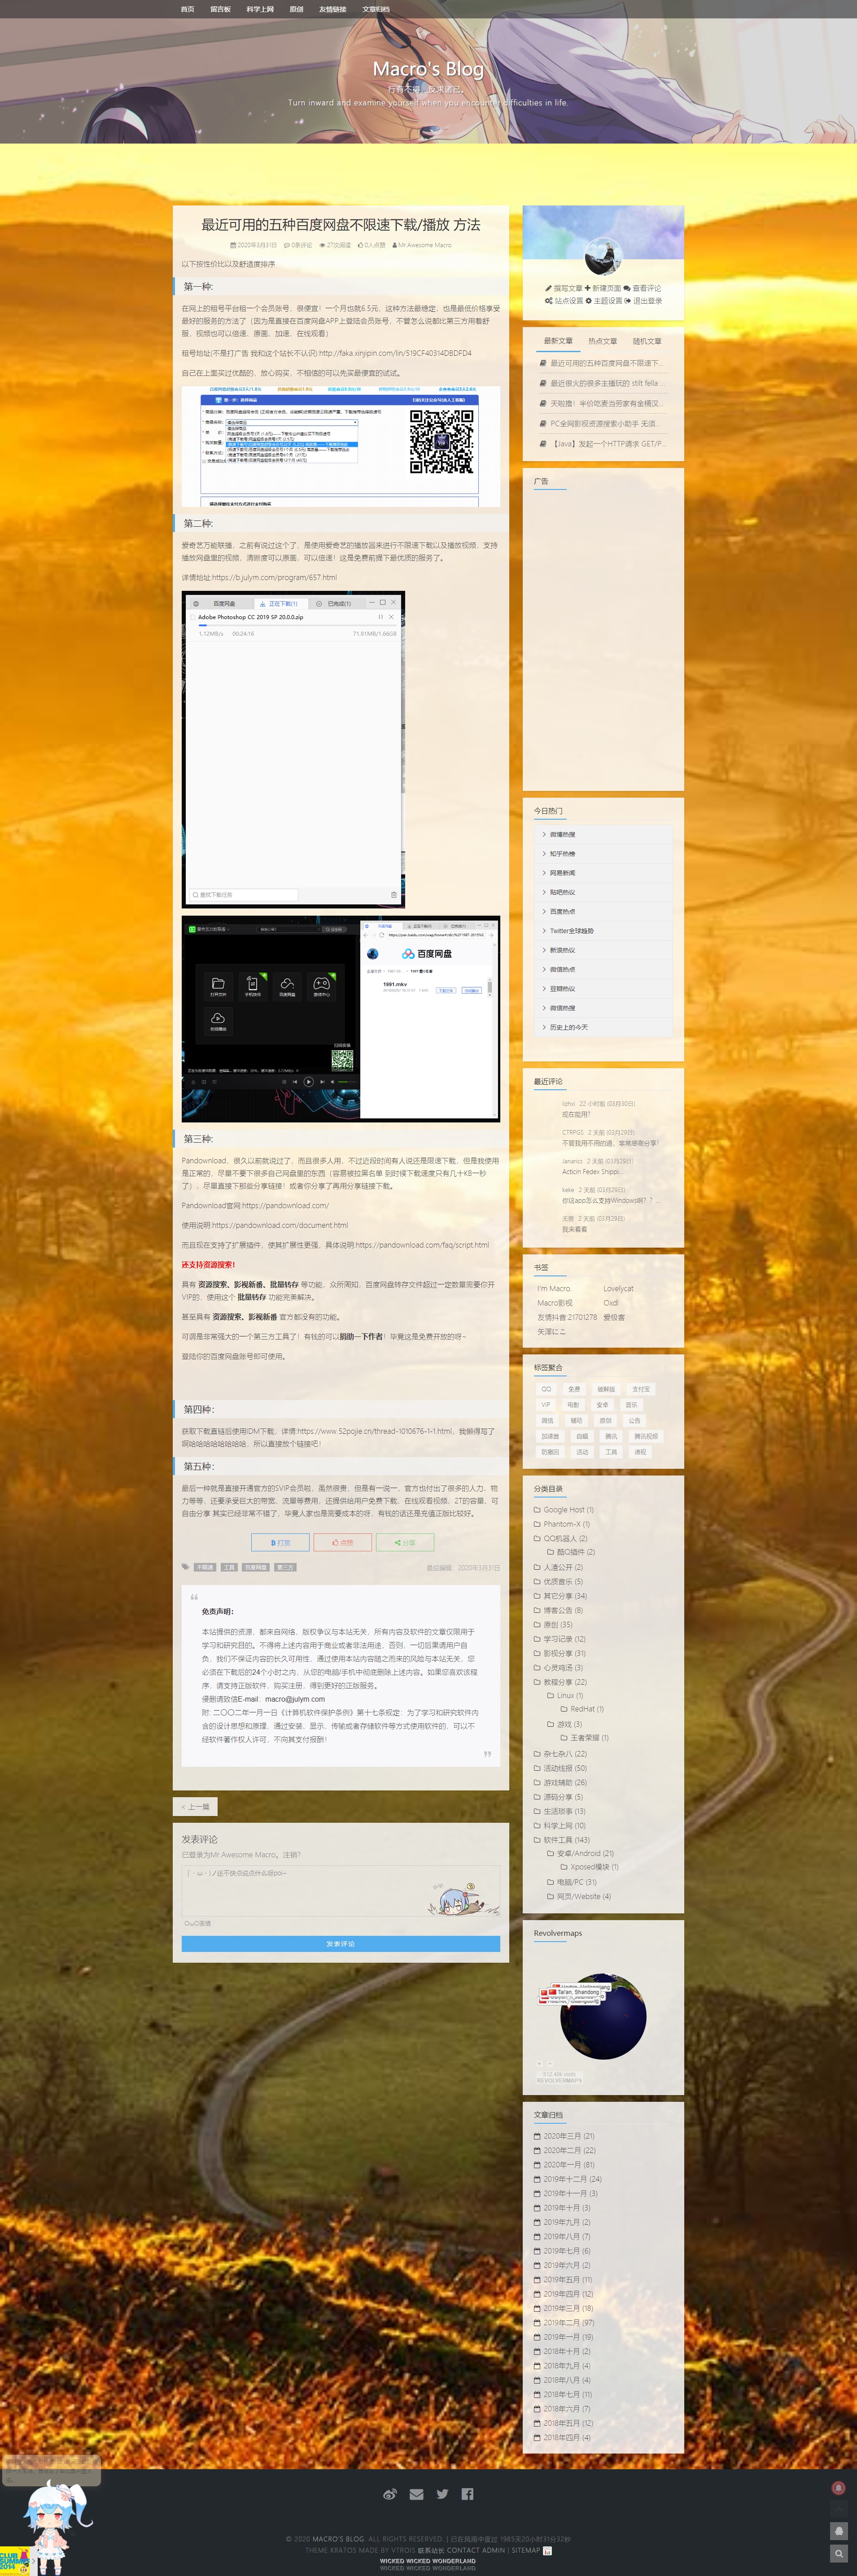 首页 留言板 科学上网 原创 友情链接 文章归档
Macro's Blog
行有不得，反求诸己。
Turn inward and examine yourself when you encounter difficulties in life.
最近可用的五种百度网盘不限速下载/播放 方法
2020年3月31日 0条评论 27次阅读 0人点赞 Mr.Awesome Macro
以下按性价比以及舒适度排序
第一种:
在网上的租号平台租一个会员账号，很便宜！一个月也就6.5元，这种方法最稳定，也是最低价格享受
最好的服务的方法了（因为是直接在百度网盘APP上登陆会员账号，不管怎么说都比第三方用着舒
服，视频也可以倍速、原画、加速、在线观看）
自己在上面买过优酷的，放心购买，不相信的可以先买最便宜的试试。
第二种:
爱奇艺万能联播，之前有说过这个了，是使用爱奇艺的播放器来进行不限速下载以及播放视频，支持
播放网盘里的视频，清晰度可以原画，可以倍速！这是免费前提下最优质的服务了。
详情地址:https://b.julym.com/program/657.html
百度网盘 正在下载(1) 已完成(1)
Adobe Photoshop CC 2019 SP 20.0.0.zip
1.12MB/s 00:24:16 71.91MB/1.66GB
查找下载任务
打开文件 手机软件 百度网盘 游戏中心
在线播放
百度网盘
1991.mkv
第三种:
Pandownload，很久以前就说过了，而且很多人用，不过近段时间有人说还是限速下载，但是我使用
是正常的，尽量不要下很多自己网盘里的东西（容易被拉黑名单 到时候下载速度只有几十KB一秒
了），尽量直接下那些分享链接！或者你分享了再用分享链接下载。
Pandownload官网:https://pandownload.com/
使用说明:https://pandownload.com/document.html
而且现在支持了扩展插件，使其扩展性更强，具体说明:https://pandownload.com/faq/script.html
还支持资源搜索！
具有 资源搜索、影视新番、批量转存 等功能，众所周知，百度网盘转存文件超过一定数量需要你开
VIP的，使用这个 批量转存 功能完美解决。
甚至具有 资源搜索、影视新番 官方都没有的功能。
可谓是非常强大的一个第三方工具了！有钱的可以捐助一下作者！毕竟这是免费开放的呀~
登陆你的百度网盘账号即可使用。
第四种：
获取下载直链后使用IDM下载，详情:https://www.52pojie.cn/thread-1010676-1-1.html，我懒得写了
啊哈哈哈哈哈哈哈哈，所以直接放个链接吧！
第五种：
最后一种就是直接开通官方的SVIP会员啦，虽然很贵，但是有一说一，官方也付出了很多的人力、物
力等等，还要承受巨大的带宽、流量等费用，还提供给用户免费下载、在线观看视频、2T的容量、可
自由分享 其实已经非常不错了，毕竟人家也是需要成本的呀，有钱的话还是充值正版比较好。
打赏 点赞 分享
不限速 工具 百度网盘 第三方 最后编辑：2020年3月31日
免责声明：
本站提供的资源，都来自网络，版权争议与本站无关，所有内容及软件的文章仅限用于
学习和研究目的。不得将上述内容用于商业或者非法用途，否则，一切后果请用户自
负，我们不保证内容的长久可用性，通过使用本站内容随之而来的风险与本站无关，您
必须在下载后的24个小时之内，从您的电脑/手机中彻底删除上述内容。如果您喜欢该程
序，请支持正版软件，购买注册，得到更好的正版服务。
侵删请致信E-mail：macro@julym.com
附: 二〇〇二年一月一日《计算机软件保护条例》第十七条规定：为了学习和研究软件内
含的设计思想和原理，通过安装、显示、传输或者存储软件等方式使用软件的，可以不
经软件著作权人许可，不向其支付报酬！
< 上一篇
发表评论
已登录为Mr.Awesome Macro。注销?
OωO表情
发表评论
撰写文章 新建页面 查看评论
站点设置 主题设置 退出登录
最新文章 热点文章 随机文章
最近可用的五种百度网盘不限速下...
最近很火的很多主播玩的 stilt fella ...
天啦撸！半价吃麦当劳家有金桶汉...
PC全网影视资源搜索小助手 无须...
【Java】发起一个HTTP请求 GET/P...
广告
今日热门
微博热搜
知乎热榜
网易新闻
贴吧热议
百度热点
Twitter全球趋势
新浪热议
微信热点
豆瓣热议
微信热搜
历史上的今天
最近评论
lizhxi 22 小时前 (03月30日)
现在能用？
CTRPGS 2 天前 (03月29日)
不管我用不用的道，非常感谢分享！
Jananics 2 天前 (03月29日)
Acticin Fedex Shippi...
keke 2 天前 (03月29日)
你这app怎么支持Windows啊？？...
无畏 2 天前 (03月29日)
我来看看
书签
I'm Macro. Lovelycat
Macro影视 Oxdl
友情抖音:21701278 爱极客
矢澤にこ
标签聚合
QQ 免费 破解版 支付宝
VIP 电影 安卓 音乐
微信 辅助 原创 公告
加速器 自瞄 腾讯 腾讯视频
防撤回 活动 工具 透视
分类目录
Google Host (1)
Phantom-X (1)
QQ机器人 (2)
酷Q插件 (2)
人渣公开 (2)
优质音乐 (5)
其它分享 (34)
博客公告 (8)
原创 (35)
学习记录 (12)
影视分享 (31)
心灵鸡汤 (3)
教程分享 (22)
Linux (1)
RedHat (1)
游戏 (3)
王者荣耀 (1)
杂七杂八 (22)
活动线报 (50)
游戏辅助 (26)
源码分享 (5)
生活琐事 (13)
科学上网 (10)
软件工具 (143)
安卓/Android (21)
Xposed模块 (1)
电脑/PC (31)
网页/Website (4)
Revolvermaps
Tai'an, Shandong
REVOLVERMAPS
文章归档
2020年三月 (21)
2020年二月 (22)
2020年一月 (81)
2019年十二月 (24)
2019年十一月 (3)
2019年十月 (3)
2019年九月 (2)
2019年八月 (7)
2019年七月 (6)
2019年六月 (2)
2019年五月 (11)
2019年四月 (12)
2019年三月 (18)
2019年二月 (97)
2019年一月 (19)
2018年十月 (2)
2018年九月 (4)
2018年八月 (4)
2018年七月 (11)
2018年六月 (7)
2018年五月 (12)
2018年四月 (4)
© 2020 MACRO'S BLOG. ALL RIGHTS RESERVED. | 已在风雨中度过 1985天20小时31分32秒
THEME KRATOS MADE BY VTROIS 联系站长 CONTACT ADMIN | SITEMAP
WICKED WICKED WONDERLAND
WICKED WICKED WONDERLAND
CLUB
SUMMER
2014